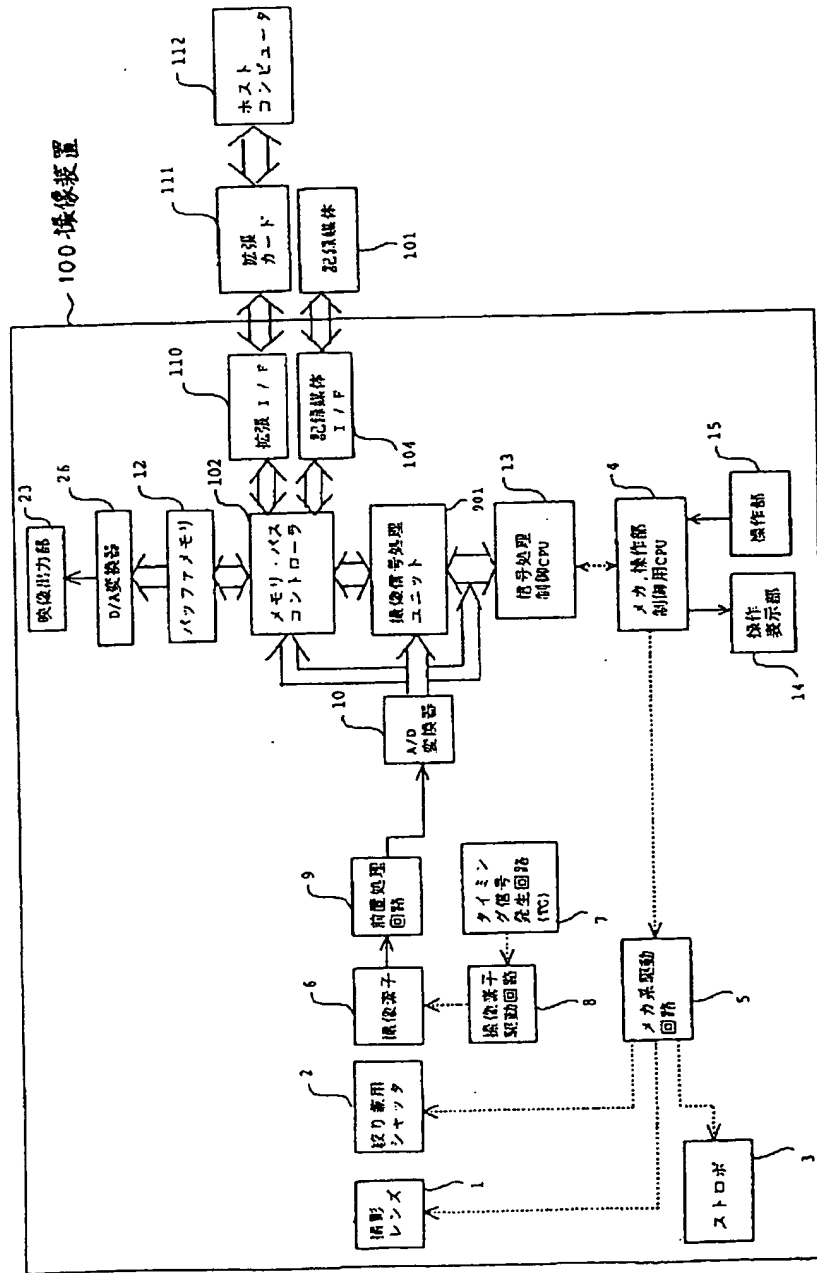 100 撮像装置
1
撮影
レンズ
2
絞り兼用
シャッタ
6
撮像素子
9
前置処理
回路
10
A/D
変換器
23
映像出力部
26
D/A変換器
12
バッファメモリ
102
メモリ・バス
コントローラ
110
拡張 I/F
111
拡張
カード
112
ホスト
コンピュータ
記録媒体
I/F
104
記録媒体
101
撮像信号処理
ユニット
901
信号処理
制御CPU
13
タイミン
グ信号
発生回路
(TG)
7
撮像素子
駆動回路
8
メカ系駆動
回路
5
ストロボ
3
メカ、操作部
制御用CPU
4
操作
表示部
14
操作部
15